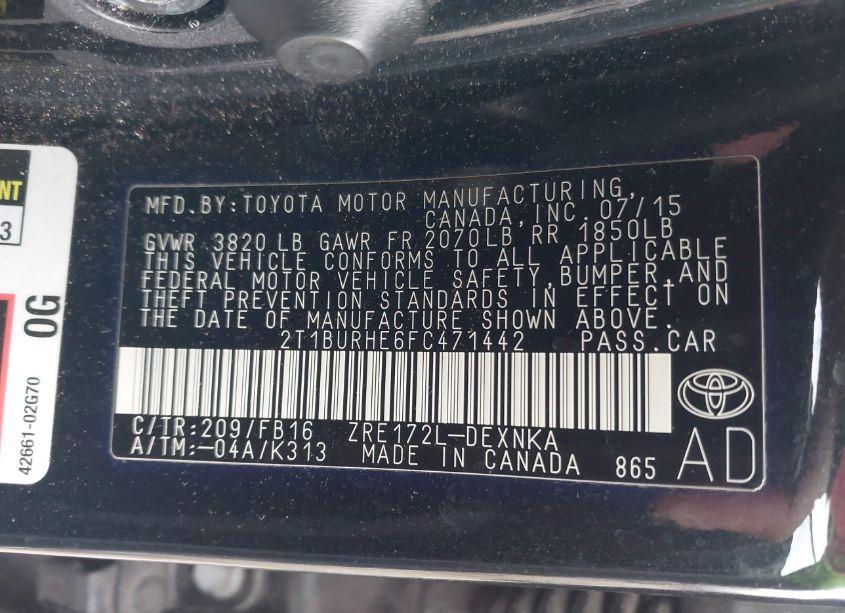 MFD.BY:TOYOTA MOTOR MANUFACTURING,
CANADA,INC. 07/15
GVWR 3820 LB GAWR FR 2070LB RR 1850LB
THIS VEHICLE CONFORMS TO ALL APPLICABLE
FEDERAL MOTOR VEHICLE SAFETY,BUMPER,AND
THEFT PREVENTION STANDARDS IN EFFECT ON
THE DATE OF MANUFACTURE SHOWN ABOVE.
2T1BURHE6FC471442 PASS.CAR
C/TR:209/FB16 ZRE172L-DEXNKA
A/TM:-04A/K313 MADE IN CANADA 865
AD
3
0G
42661-02G70